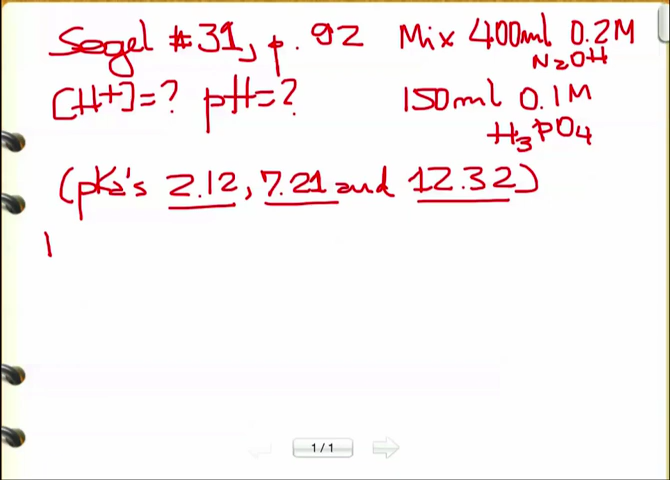 Segel #31, p. 92 Mix 400ml 0.2M
NaOH
[H+]=? pH=? 150ml 0.1M
H3PO4
(pKa's 2.12, 7.21 and 12.32)
1/1